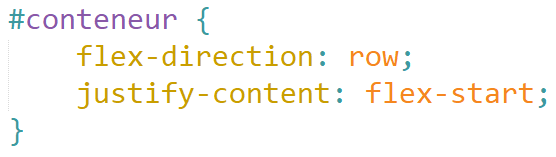 #conteneur {
    flex-direction: row;
    justify-content: flex-start;
}